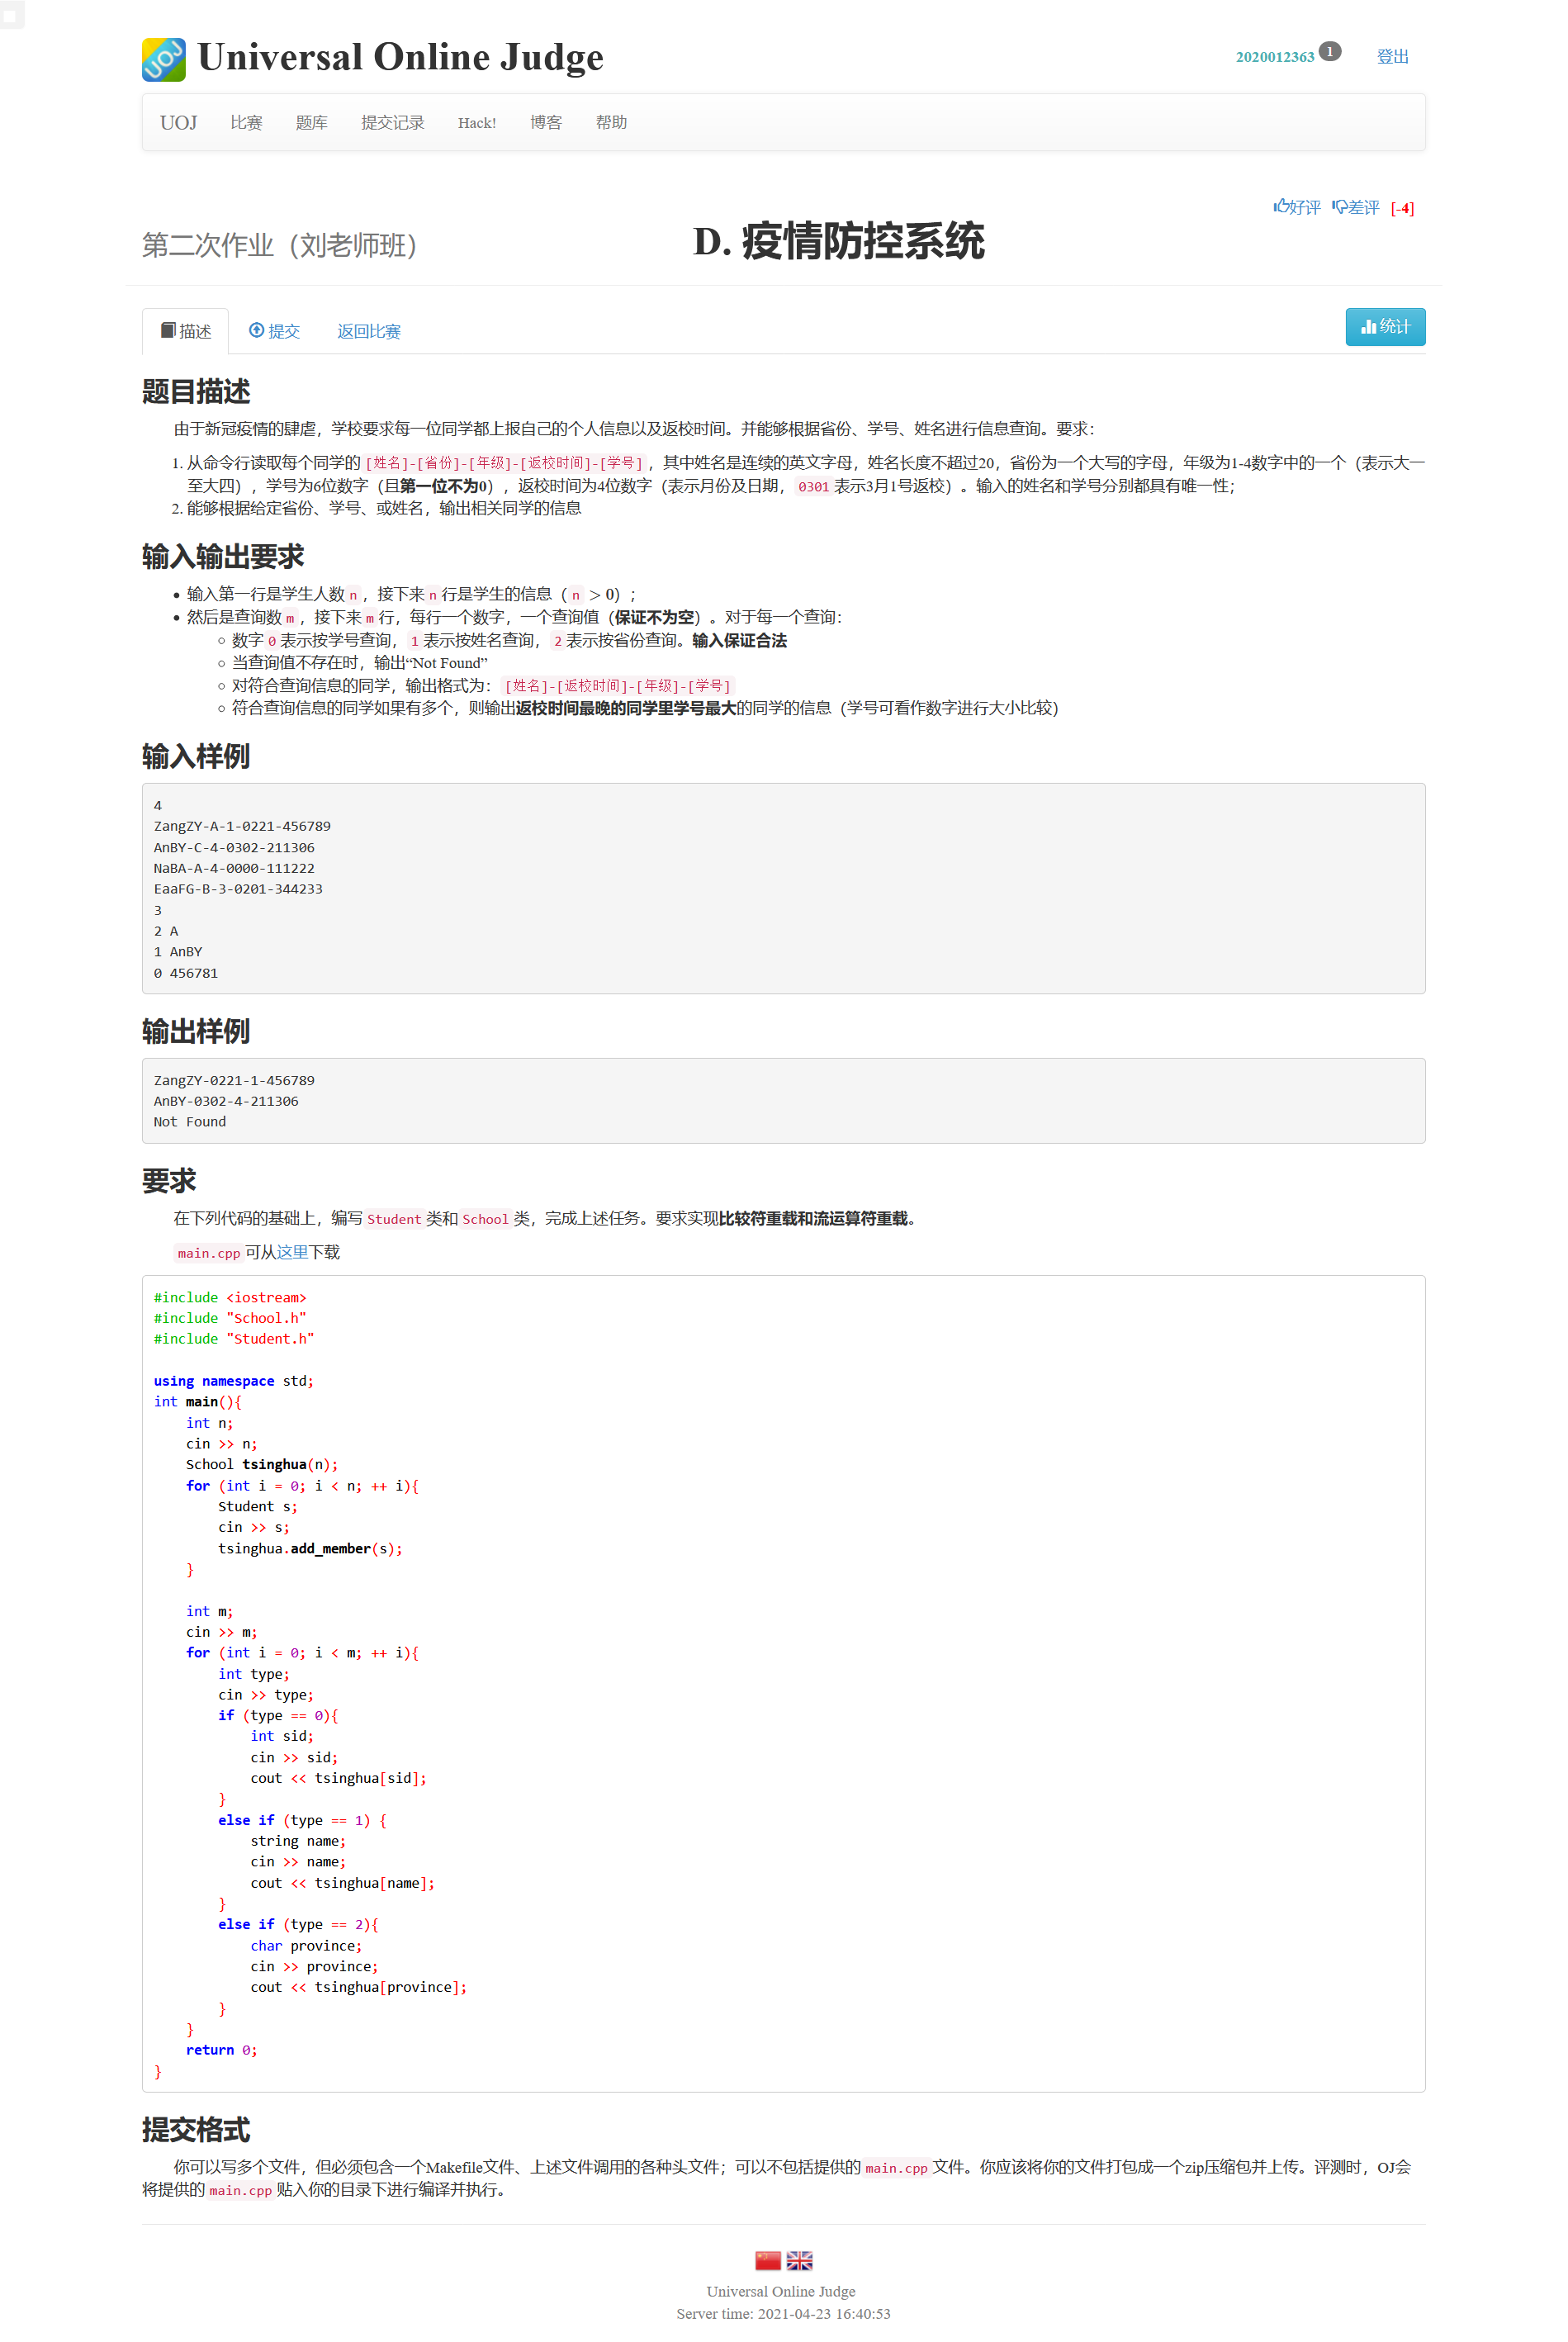 Universal Online Judge
2020012363 1 登出
UOJ 比赛 题库 提交记录 Hack! 博客 帮助
好评 差评 [-4]
第二次作业（刘老师班）
D. 疫情防控系统
描述 提交 返回比赛 统计
题目描述
由于新冠疫情的肆虐，学校要求每一位同学都上报自己的个人信息以及返校时间。并能够根据省份、学号、姓名进行信息查询。要求：
1. 从命令行读取每个同学的 [姓名]-[省份]-[年级]-[返校时间]-[学号]，其中姓名是连续的英文字母，姓名长度不超过20，省份为一个大写的字母，年级为1-4数字中的一个（表示大一
至大四），学号为6位数字（且第一位不为0），返校时间为4位数字（表示月份及日期， 0301 表示3月1号返校）。输入的姓名和学号分别都具有唯一性；
2. 能够根据给定省份、学号、或姓名，输出相关同学的信息
输入输出要求
• 输入第一行是学生人数 n ，接下来 n 行是学生的信息（ n > 0）；
• 然后是查询数 m ，接下来 m 行，每行一个数字，一个查询值（保证不为空）。对于每一个查询：
◦ 数字 0 表示按学号查询， 1 表示按姓名查询， 2 表示按省份查询。输入保证合法
◦ 当查询值不存在时，输出“Not Found”
◦ 对符合查询信息的同学，输出格式为： [姓名]-[返校时间]-[年级]-[学号]
◦ 符合查询信息的同学如果有多个，则输出返校时间最晚的同学里学号最大的同学的信息（学号可看作数字进行大小比较）
输入样例
4
ZangZY-A-1-0221-456789
AnBY-C-4-0302-211306
NaBA-A-4-0000-111222
EaaFG-B-3-0201-344233
3
2 A
1 AnBY
0 456781
输出样例
ZangZY-0221-1-456789
AnBY-0302-4-211306
Not Found
要求
在下列代码的基础上，编写 Student 类和 School 类，完成上述任务。要求实现比较符重载和流运算符重载。
main.cpp 可从这里下载
#include <iostream>
#include "School.h"
#include "Student.h"
using namespace std;
int main(){
    int n;
    cin >> n;
    School tsinghua(n);
    for (int i = 0; i < n; ++ i){
        Student s;
        cin >> s;
        tsinghua.add_member(s);
    }
    int m;
    cin >> m;
    for (int i = 0; i < m; ++ i){
        int type;
        cin >> type;
        if (type == 0){
            int sid;
            cin >> sid;
            cout << tsinghua[sid];
        }
        else if (type == 1) {
            string name;
            cin >> name;
            cout << tsinghua[name];
        }
        else if (type == 2){
            char province;
            cin >> province;
            cout << tsinghua[province];
        }
    }
    return 0;
}
提交格式
你可以写多个文件，但必须包含一个Makefile文件、上述文件调用的各种头文件；可以不包括提供的 main.cpp 文件。你应该将你的文件打包成一个zip压缩包并上传。评测时，OJ会
将提供的 main.cpp 贴入你的目录下进行编译并执行。
Universal Online Judge
Server time: 2021-04-23 16:40:53